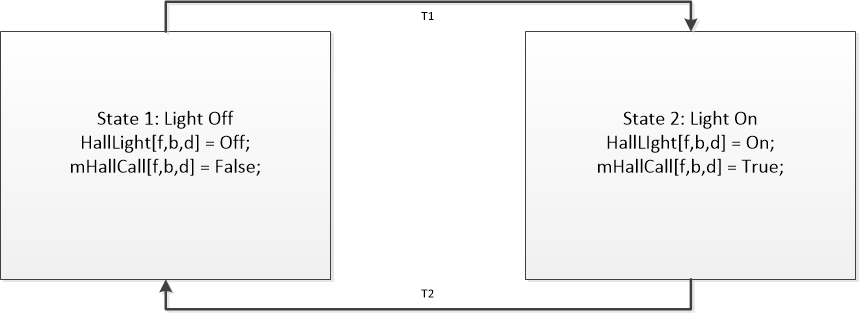 T1
State 1: Light Off
HallLight[f,b,d] = Off;
mHallCall[f,b,d] = False;
State 2: Light On
HallLIght[f,b,d] = On;
mHallCall[f,b,d] = True;
T2